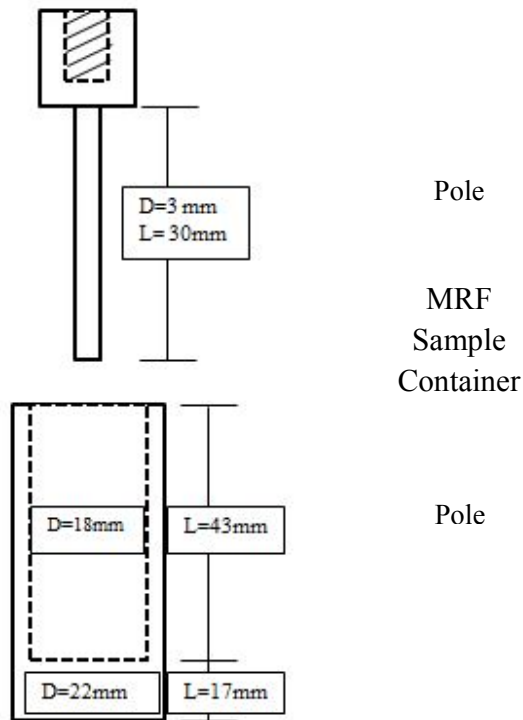 D=3 mm
L= 30mm
Pole
MRF
Sample
Container
D=18mm
L=43mm
Pole
D=22mm
L=17mm